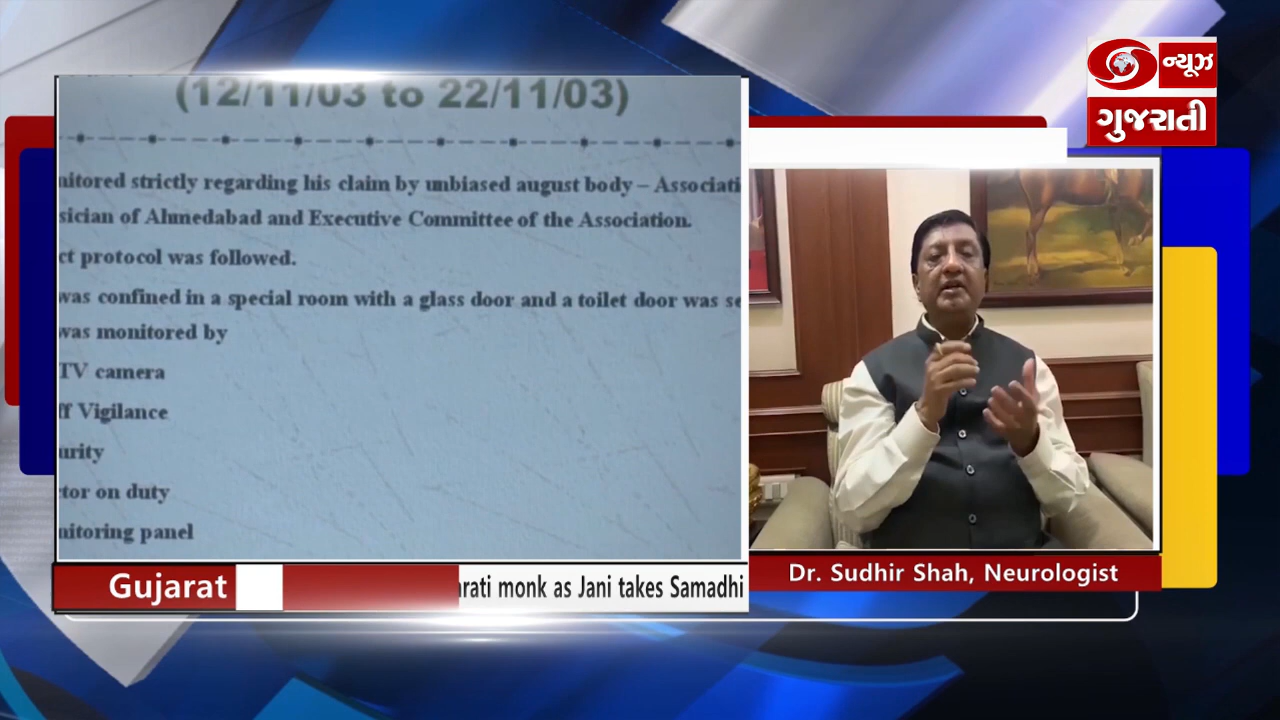 (12/11/03 to 22/11/03)
nitored strictly regarding his claim by unbiased august body – Associati
sician of Ahmedabad and Executive Committee of the Association.
ct protocol was followed.
was confined in a special room with a glass door and a toilet door was se
was monitored by
TV camera
ff Vigilance
urity
ctor on duty
nitoring panel
Gujarat
rati monk as Jani takes Samadhi
Dr. Sudhir Shah, Neurologist
ન્યૂઝ
ગુજરાતી